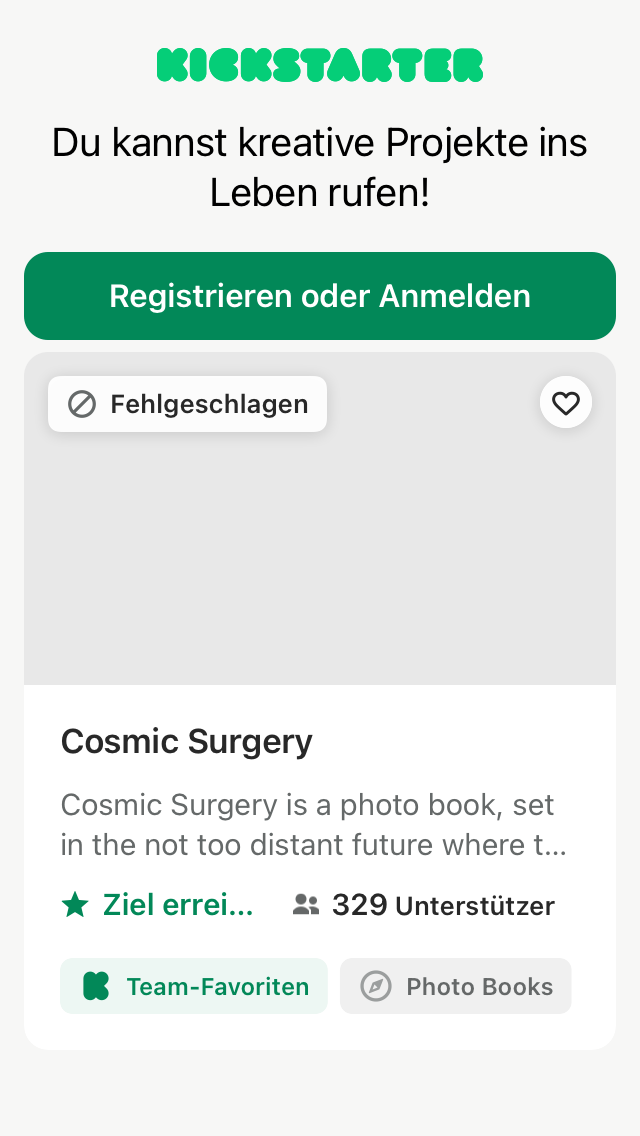 KICKSTARTER
Du kannst kreative Projekte ins
Leben rufen!
Registrieren oder Anmelden
Fehlgeschlagen
Cosmic Surgery
Cosmic Surgery is a photo book, set
in the not too distant future where t…
Ziel errei… 329 Unterstützer
Team-Favoriten Photo Books